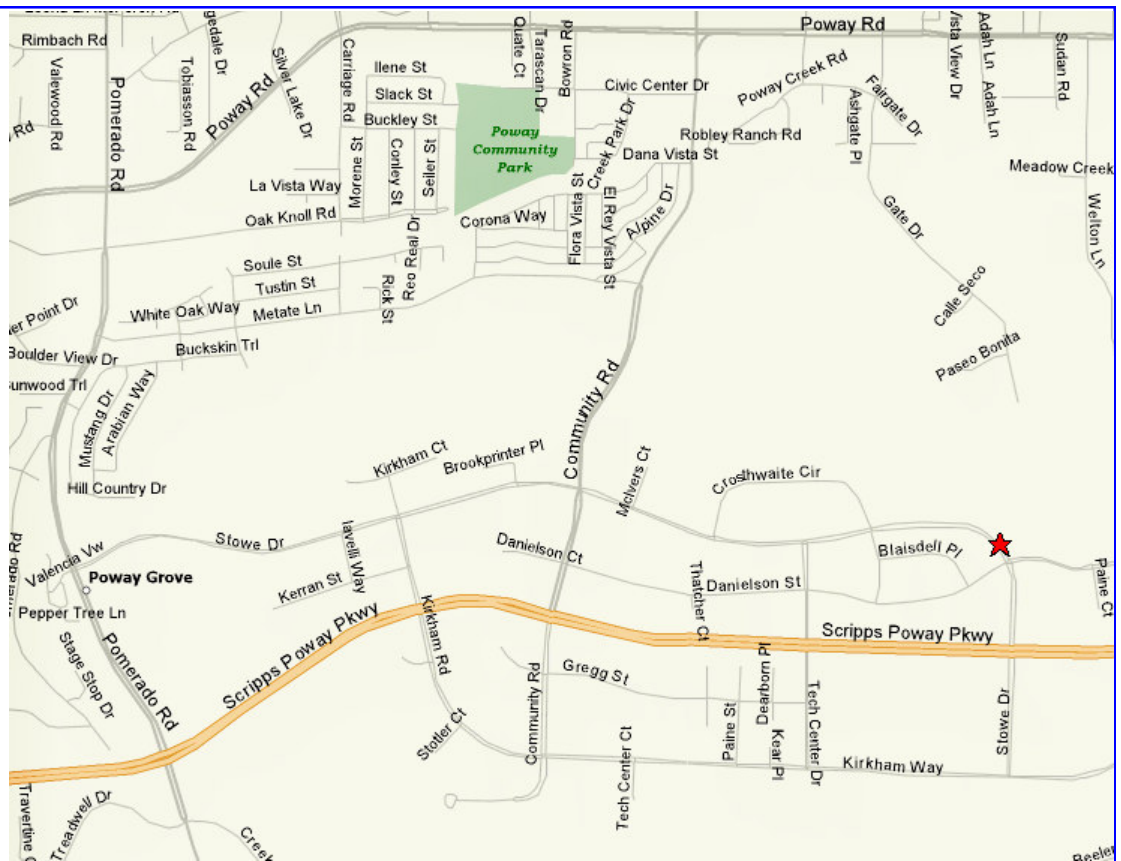 Rimbach Rd
Valewood Rd
Pomerado Rd
Tobiasson Rd
Silver Lake Dr
Poway Rd
Carriage Rd
Ilene St
Slack St
Buckley St
Quate Ct
Tarascan Dr
Bowron Rd
Poway Rd
Civic Center Dr
Poway Creek Rd
Fairgate Dr
Ashgate Pl
Vista View Dr
Adah Ln
Adah Ln
Sudan Rd
Rd
Poway
Community
Park
Creek Park Dr
Robley Ranch Rd
Dana Vista St
Meadow Creek
La Vista Way
Morene St
Conley St
Seiler St
Oak Knoll Rd
Corona Way
Flora Vista St
El Rey Vista St
Alpine Dr
Gate Dr
Welton Ln
Soule St
Tustin St
Rick St
Reo Real Dr
White Oak Way
Metate Ln
Calle Seco
er Point Dr
Boulder View Dr
Buckskin Trl
Paseo Bonita
unwood Trl
Mustang Dr
Arabian Way
Community Rd
Hill Country Dr
Kirkham Ct
Brookprinter Pl
McIvers Ct
Crosthwaite Cir
Stowe Dr
Iavelli Way
Danielson Ct
Blaisdell Pl
Valencia Vw
Poway Grove
Kerran St
Thatcher Ct
Danielson St
Paine Ct
Pepper Tree Ln
Stage Stop Dr
Pomerado Rd
Scripps Poway Pkwy
Kirkham Rd
Scripps Poway Pkwy
Stotler Ct
Community Rd
Gregg St
Tech Center Ct
Paine St
Dearborn Pl
Kear Pl
Tech Center Dr
Kirkham Way
Stowe Dr
Travertine
Treadwell Dr
Creek
Beeler